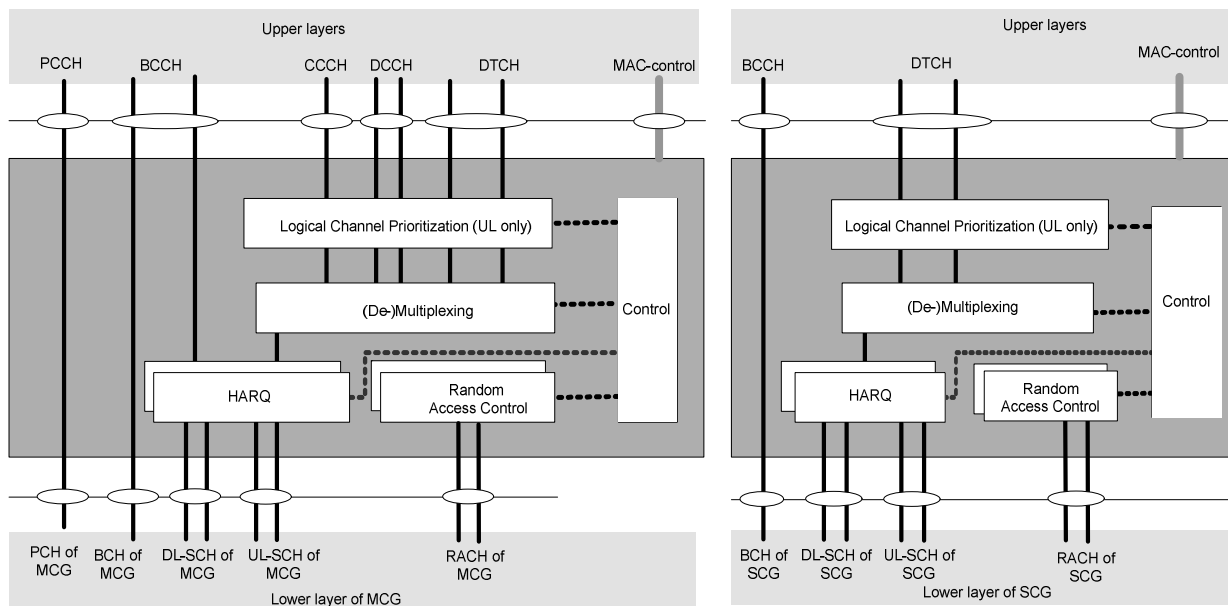 Upper layers
PCCH BCCH CCCH DCCH DTCH MAC-control
Logical Channel Prioritization (UL only)
(De-)Multiplexing
Control
HARQ
Random
Access Control
PCH of
MCG
BCH of
MCG
DL-SCH of
MCG
UL-SCH of
MCG
RACH of
MCG
Lower layer of MCG
Upper layers
BCCH DTCH MAC-control
Logical Channel Prioritization (UL only)
(De-)Multiplexing
Control
HARQ
Random
Access Control
BCH of
SCG
DL-SCH of
SCG
UL-SCH of
SCG
RACH of
SCG
Lower layer of SCG